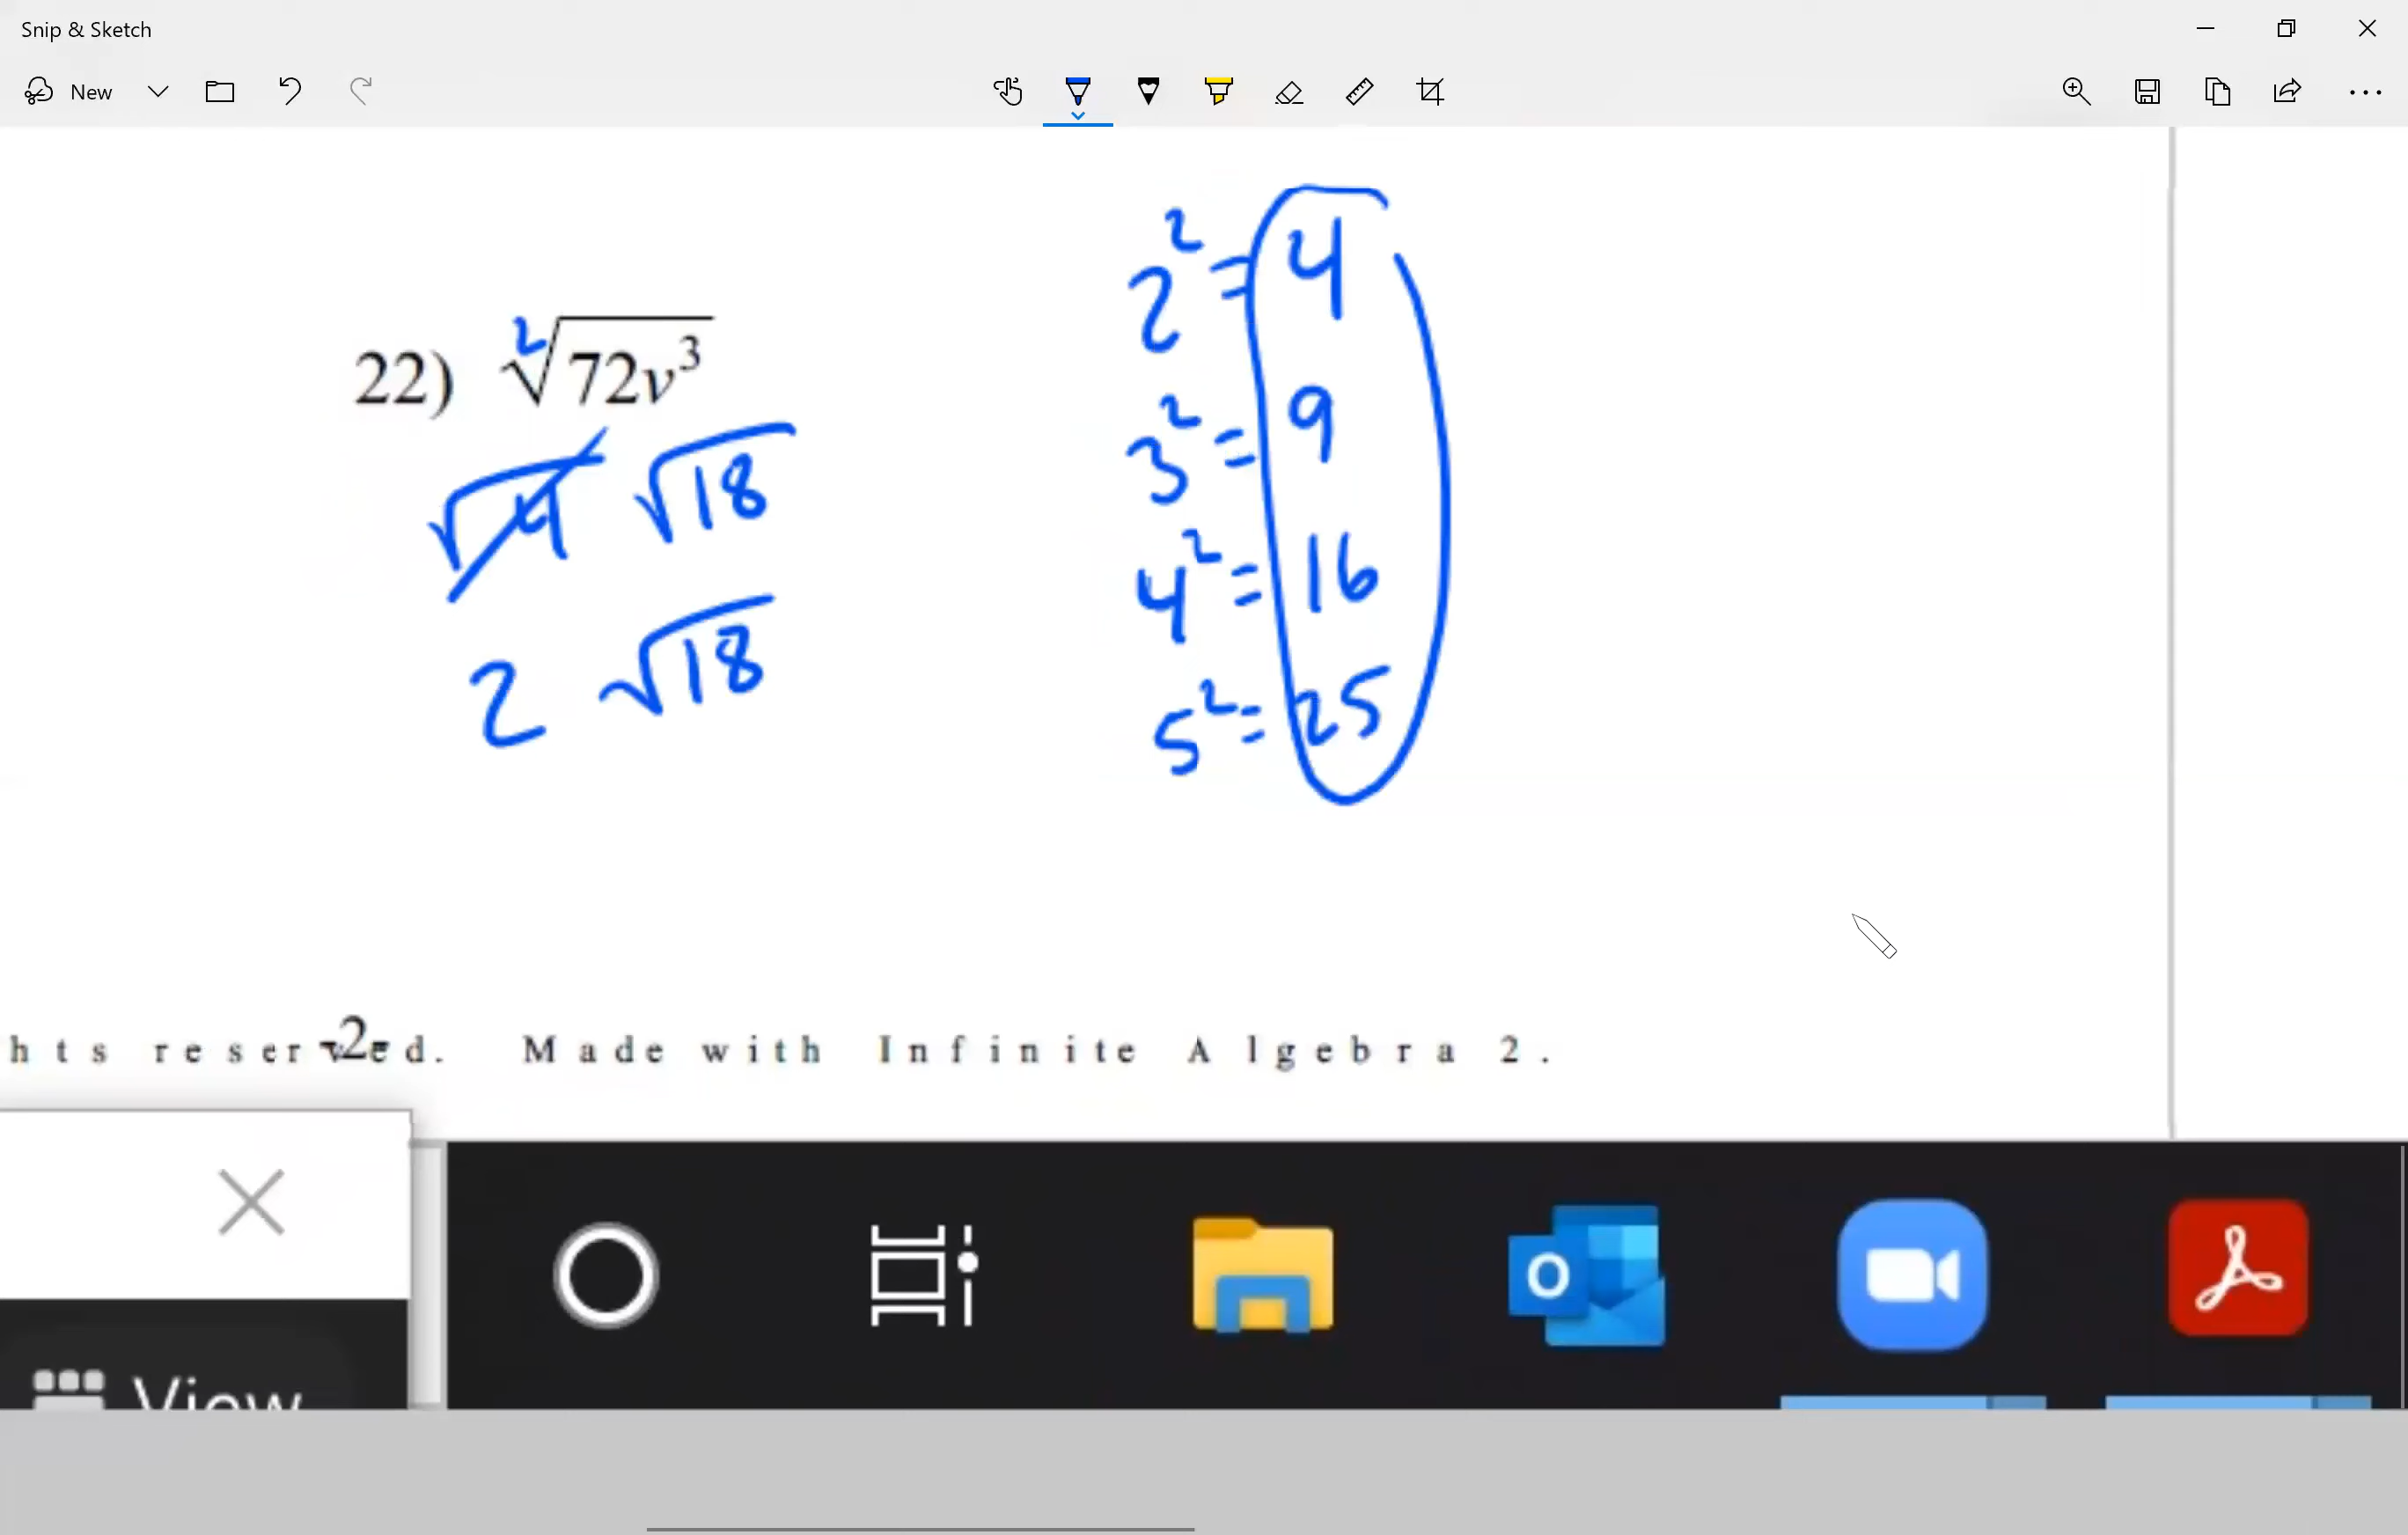 Snip & Sketch
New
22) ²√72v³
√4 √18
2 √18
2² = 4
3² = 9
4² = 16
5² = 25
-2-
hts reserved. Made with Infinite Algebra 2.
View